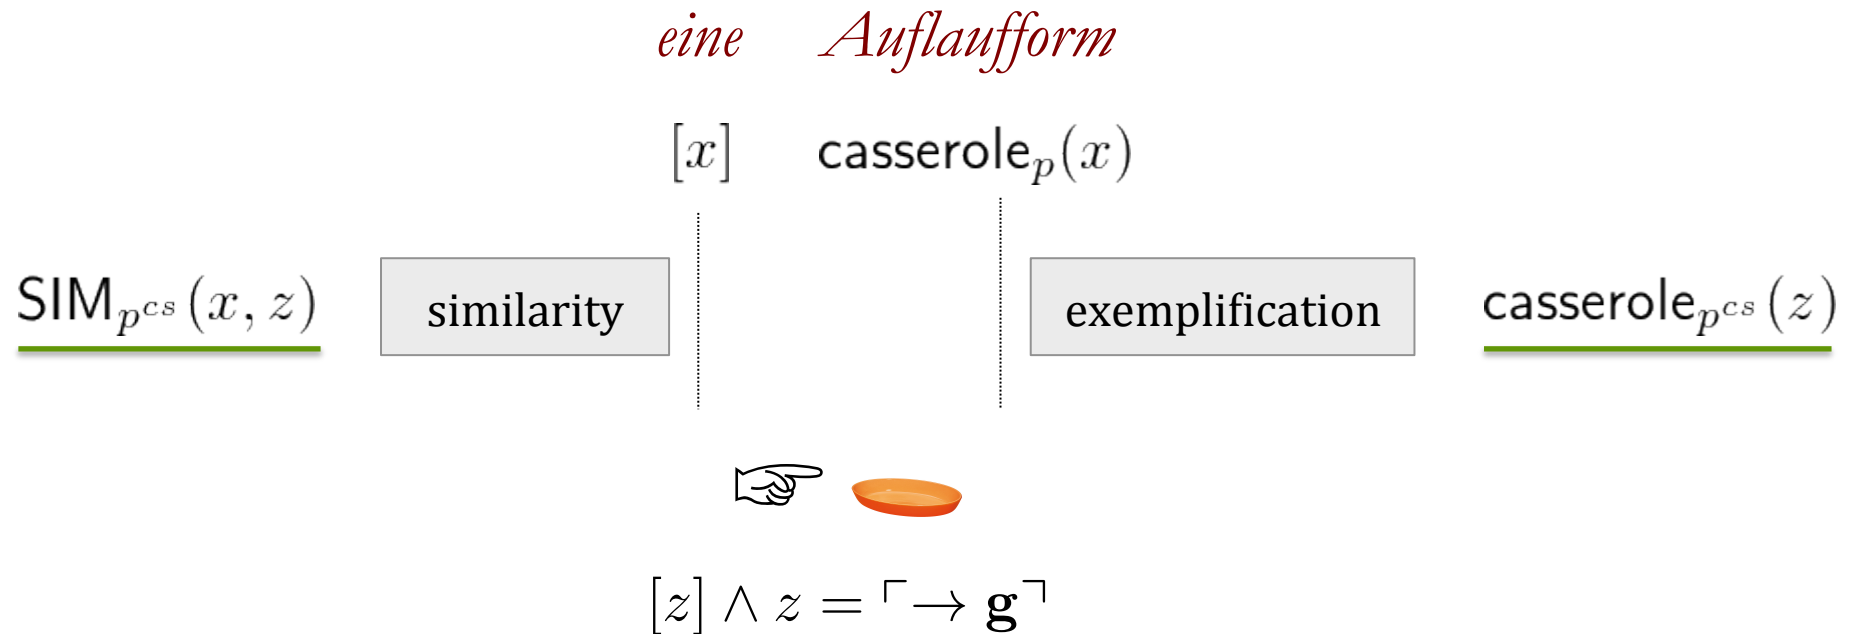 eine Auflaufform
[x] casserole_p(x)
SIM_{p^{cs}}(x, z) similarity exemplification casserole_{p^{cs}}(z)
[z] ∧ z = ⌜→ g⌝